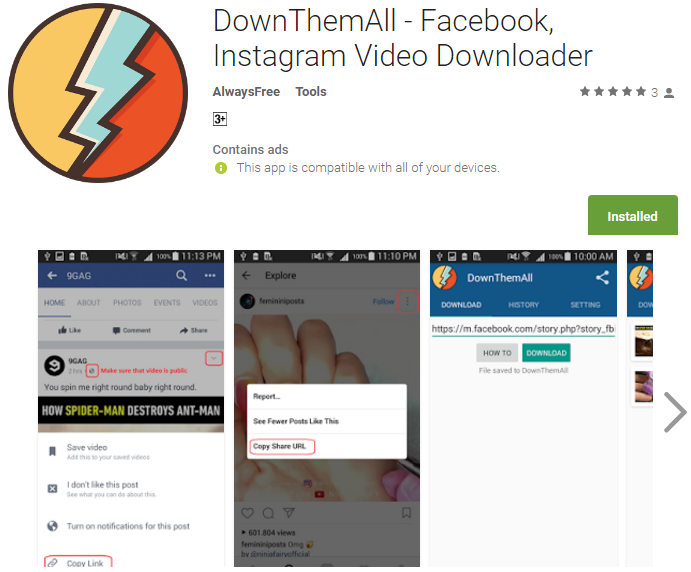 DownThemAll - Facebook,
Instagram Video Downloader
AlwaysFree Tools
3
3+
Contains ads
This app is compatible with all of your devices.
Installed
100% 11:13 PM
9GAG
HOME ABOUT PHOTOS EVENTS VIDEOS
Like Comment Share
9GAG
2 hrs Make sure that video is public
You spin me right round baby right round.
HOW SPIDER-MAN DESTROYS ANT-MAN
Save video
Add this to your saved videos
I don't like this post
See what you can do about this.
Turn on notifications for this post
Copy Link
100% 11:10 PM
Explore
femininiposts Follow
Report...
See Fewer Posts Like This
Copy Share URL
601.804 views
femininiposts Omg
by @ninjafairyofficial
100% 10:00 AM
DownThemAll
DOWNLOAD HISTORY SETTING
https://m.facebook.com/story.php?story_fb
HOW TO DOWNLOAD
File saved to DownThemAll
DOW